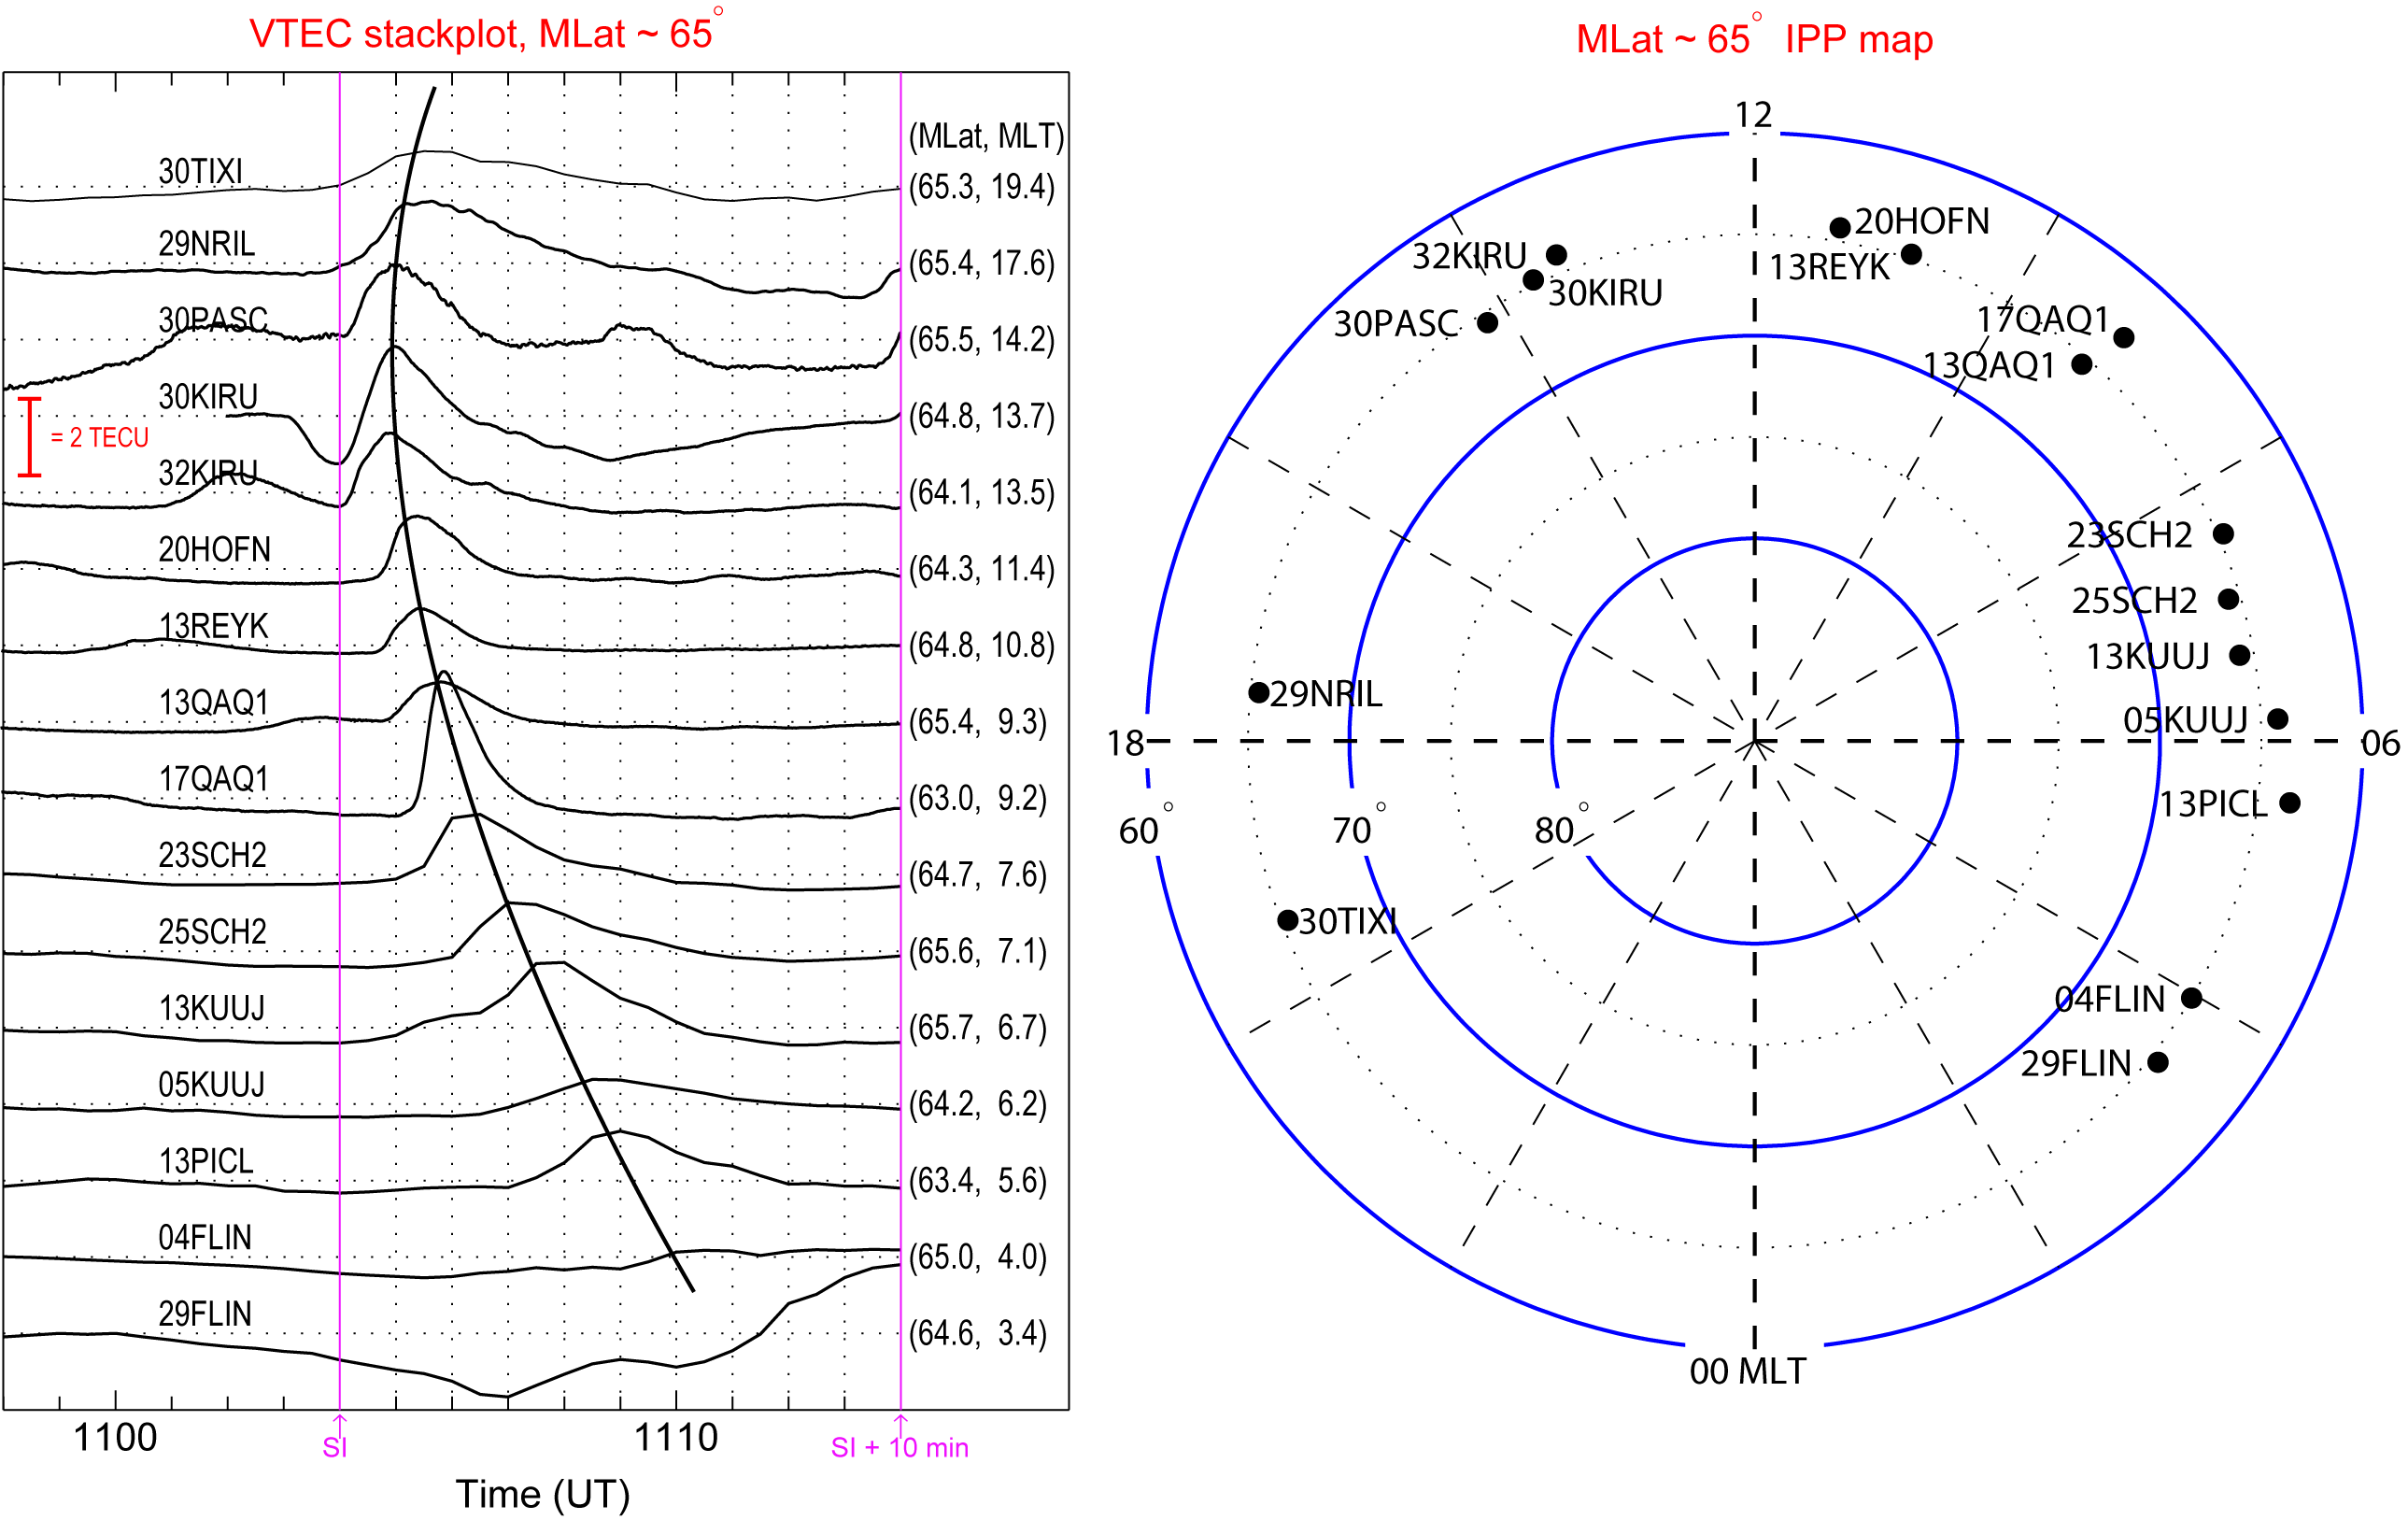 VTEC stackplot, MLat ~ 65°
(MLat, MLT)
30TIXI (65.3, 19.4)
29NRIL (65.4, 17.6)
30PASC (65.5, 14.2)
30KIRU (64.8, 13.7)
= 2 TECU
32KIRU (64.1, 13.5)
20HOFN (64.3, 11.4)
13REYK (64.8, 10.8)
13QAQ1 (65.4, 9.3)
17QAQ1 (63.0, 9.2)
23SCH2 (64.7, 7.6)
25SCH2 (65.6, 7.1)
13KUUJ (65.7, 6.7)
05KUUJ (64.2, 6.2)
13PICL (63.4, 5.6)
04FLIN (65.0, 4.0)
29FLIN (64.6, 3.4)
1100 1110
SI SI + 10 min
Time (UT)
MLat ~ 65° IPP map
12
20HOFN
32KIRU
13REYK
30KIRU
30PASC
17QAQ1
13QAQ1
23SCH2
25SCH2
13KUUJ
29NRIL
05KUUJ
18
06
13PICL
60° 70° 80°
30TIXI
04FLIN
29FLIN
00 MLT